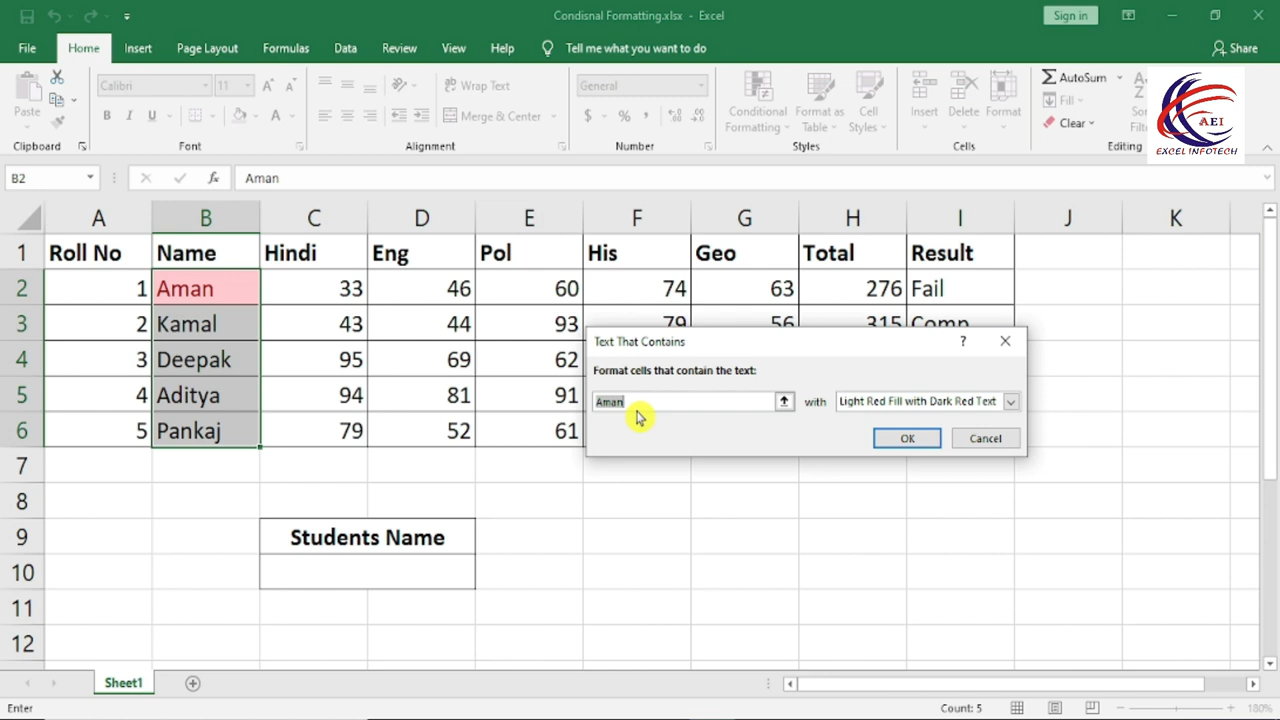 Condisnal Formatting.xlsx - Excel
Sign in
File Home Insert Page Layout Formulas Data Review View Help Tell me what you want to do Share
Paste
Calibri 11
B I U A
Wrap Text
Merge & Center
General
$ % ,
Conditional Formatting
Format as Table
Cell Styles
Insert Delete Format
AutoSum
Fill
Clear
AEI
EXCEL INFOTECH
Clipboard Font Alignment Number Styles Cells Editing
B2 fx Aman
A B C D E F G H I J K
1 Roll No Name Hindi Eng Pol His Geo Total Result
2 1 Aman 33 46 60 74 63 276 Fail
3 2 Kamal 43 44 93 79 56 315 Comp
4 3 Deepak 95 69 62
5 4 Aditya 94 81 91
6 5 Pankaj 79 52 61
Text That Contains ?
Format cells that contain the text:
Aman with Light Red Fill with Dark Red Text
OK Cancel
7
8
9 Students Name
10
11
12
Sheet1
Enter Count: 5 180%